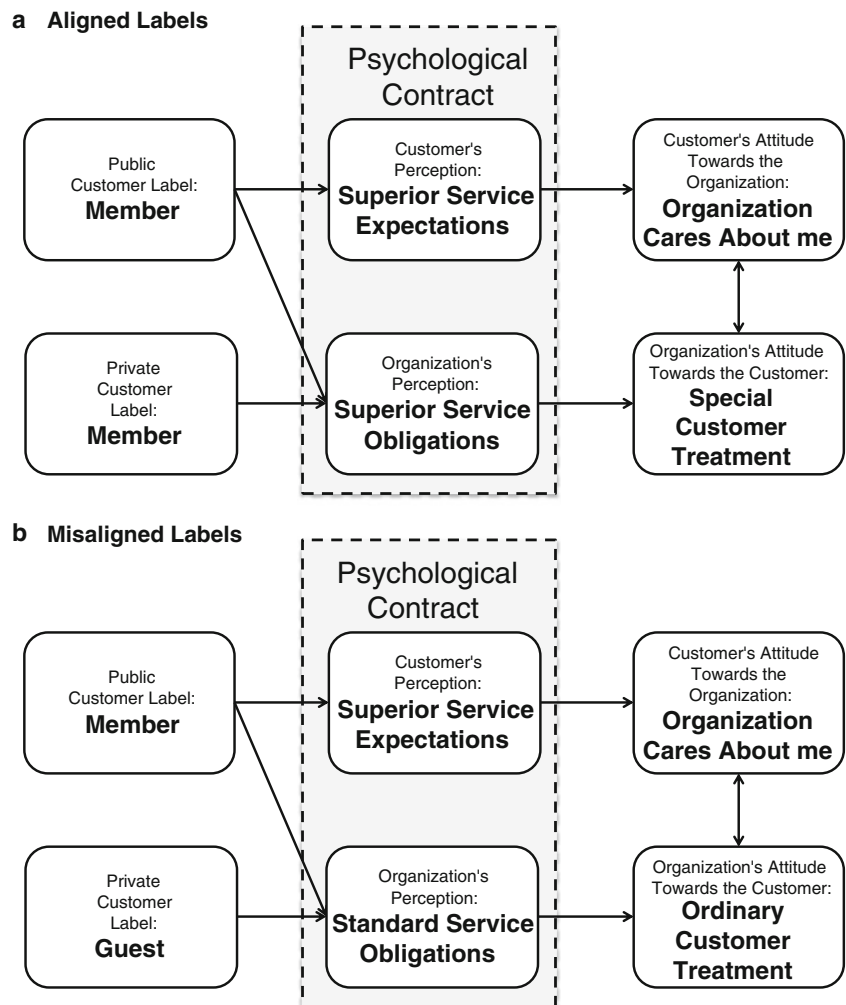 a Aligned Labels
Psychological
Contract
Public
Customer Label:
Member
Customer's
Perception:
Superior Service
Expectations
Customer's Attitude
Towards the
Organization:
Organization
Cares About me
Private
Customer
Label:
Member
Organization's
Perception:
Superior Service
Obligations
Organization's Attitude
Towards the Customer:
Special
Customer
Treatment
b Misaligned Labels
Psychological
Contract
Public
Customer Label:
Member
Customer's
Perception:
Superior Service
Expectations
Customer's Attitude
Towards the
Organization:
Organization
Cares About me
Private
Customer
Label:
Guest
Organization's
Perception:
Standard Service
Obligations
Organization's Attitude
Towards the Customer:
Ordinary
Customer
Treatment